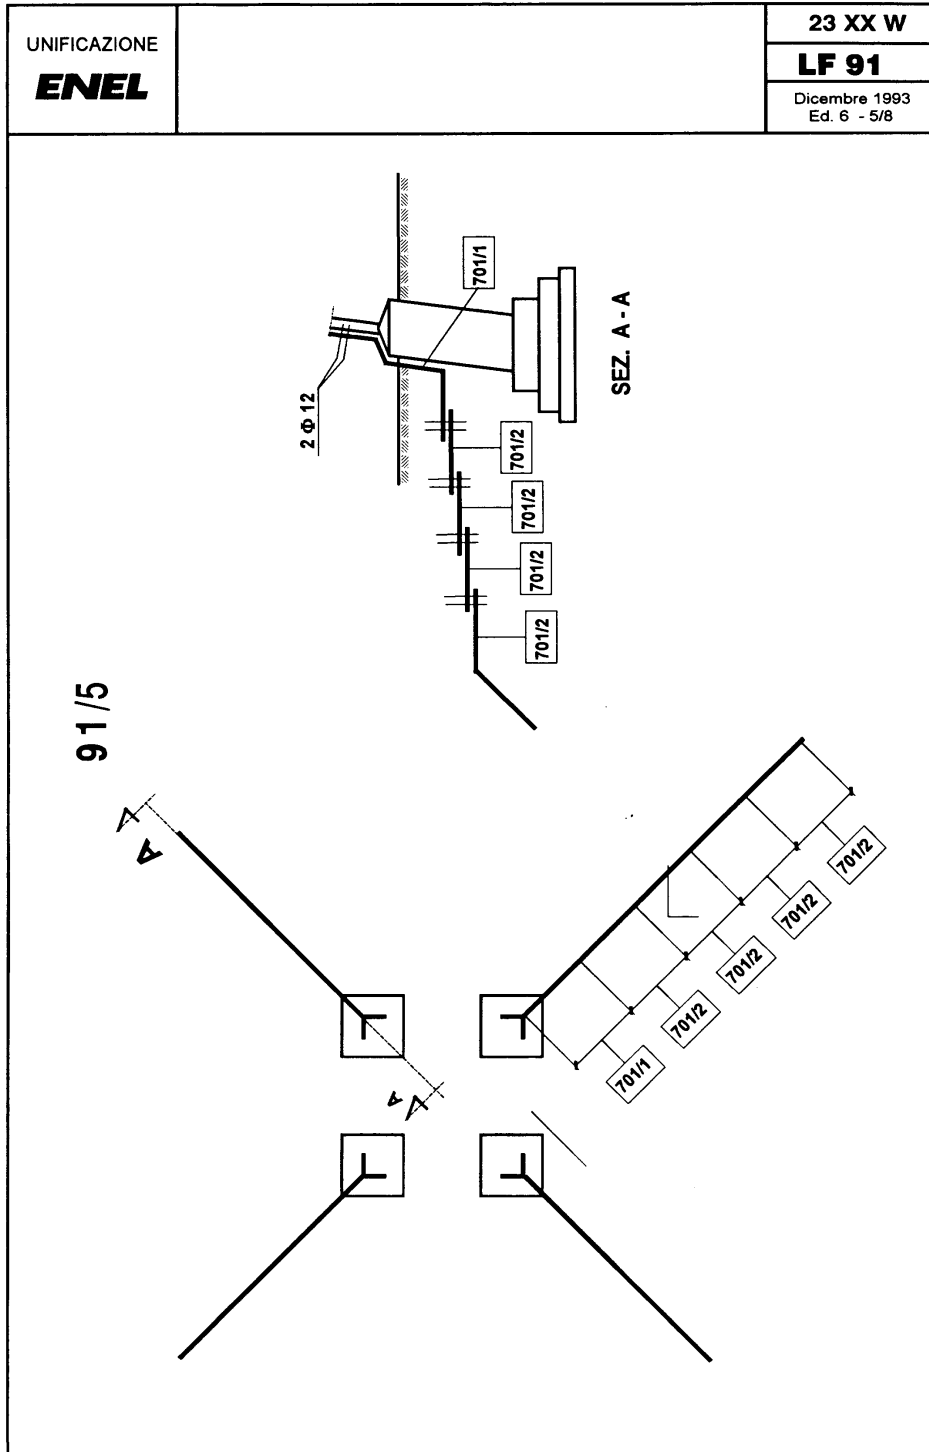 UNIFICAZIONE
ENEL
23 XX W
LF 91
Dicembre 1993
Ed. 6 - 5/8
701/1
2 Φ 12
SEZ. A - A
701/2
701/2
701/2
701/2
91/5
A
A
701/2
701/2
701/2
701/2
701/1